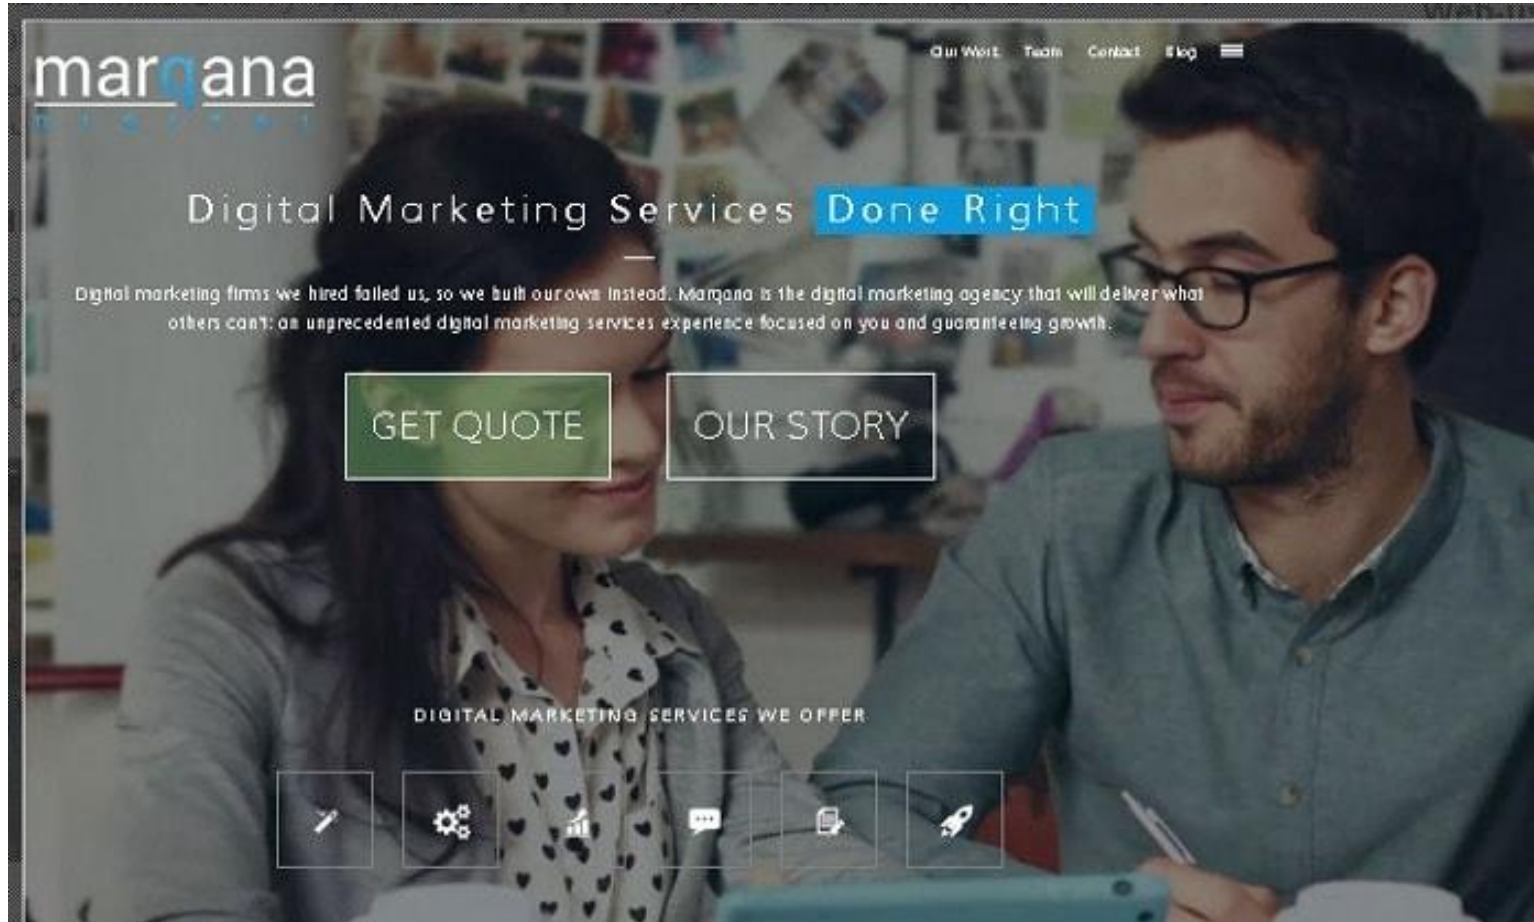 marqana
DIGITAL
Our Work Team Contact Blog
Digital Marketing Services Done Right
Digital marketing firms we hired failed us, so we built our own instead. Marqana is the digital marketing agency that will deliver what
others can't: an unprecedented digital marketing services experience focused on you and guaranteeing growth.
GET QUOTE OUR STORY
DIGITAL MARKETING SERVICES WE OFFER